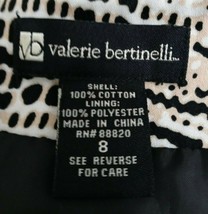 vb valerie bertinelli...
SHELL:
100% COTTON
LINING:
100% POLYESTER
MADE IN CHINA
RN# 88820
8
SEE REVERSE
FOR CARE